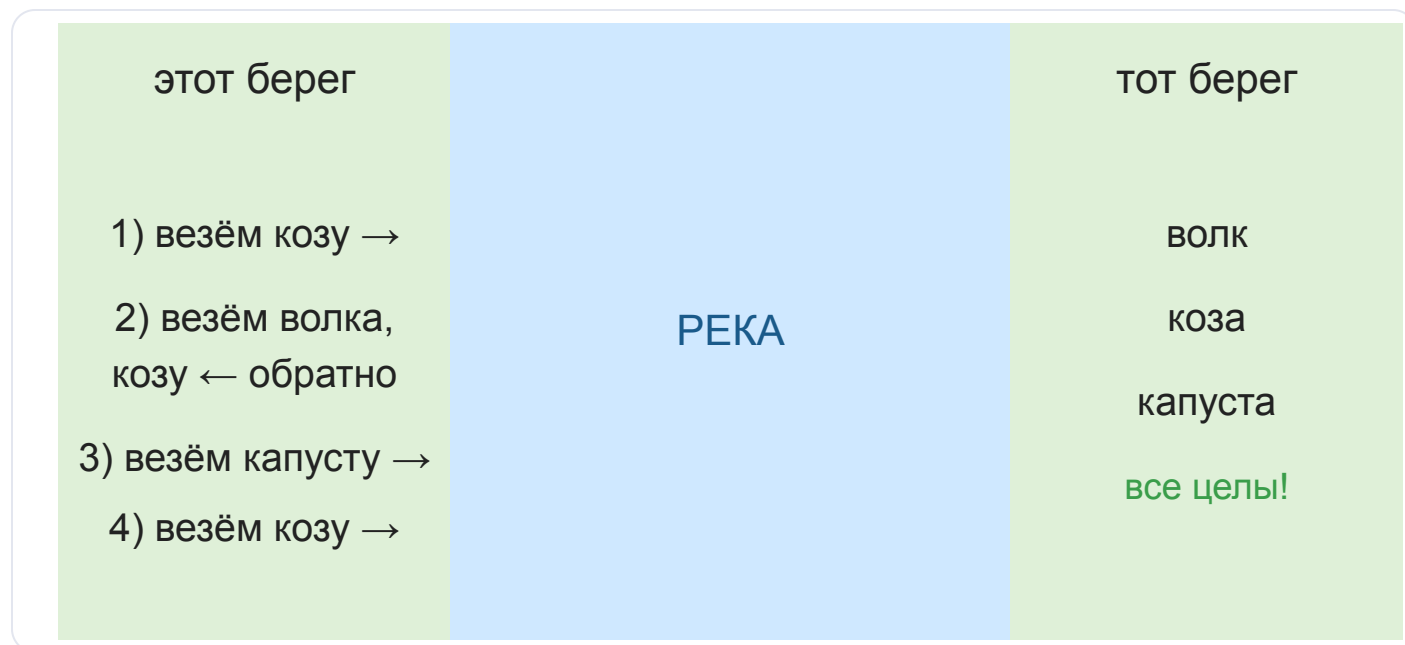 этот берег
1) везём козу →
2) везём волка,
козу ← обратно
3) везём капусту →
4) везём козу →
РЕКА
тот берег
волк
коза
капуста
все целы!